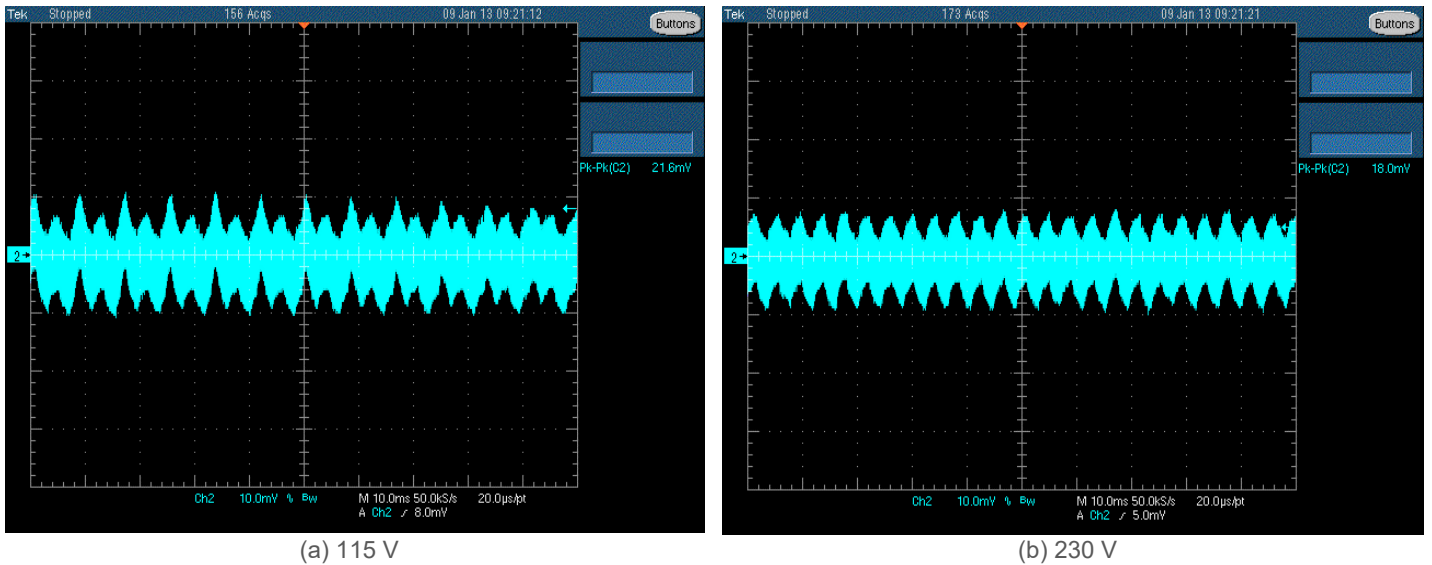 Tek Stopped 156 Acqs 09 Jan 13 09:21:12
Buttons
Pk-Pk(C2) 21.6mV
2
Ch2 10.0mV % Bw M 10.0ms 50.0kS/s 20.0µs/pt
A Ch2 ∕ 8.0mV
(a) 115 V
Tek Stopped 173 Acqs 09 Jan 13 09:21:21
Buttons
Pk-Pk(C2) 18.0mV
2
Ch2 10.0mV % Bw M 10.0ms 50.0kS/s 20.0µs/pt
A Ch2 ∕ 5.0mV
(b) 230 V